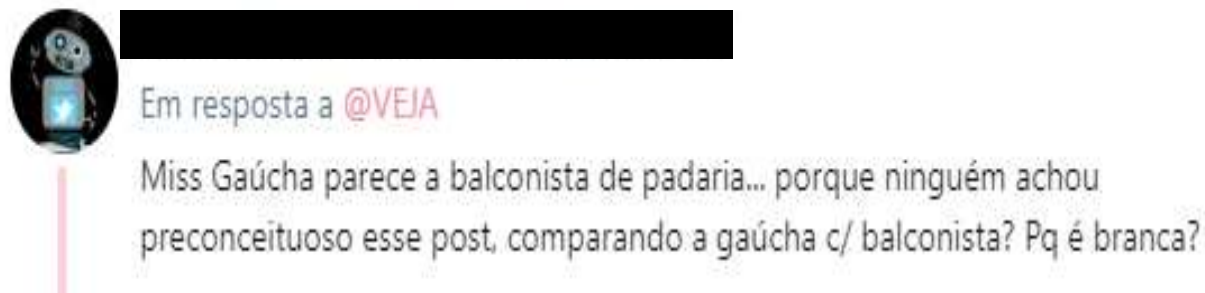 Em resposta a @VEJA
Miss Gaúcha parece a balconista de padaria... porque ninguém achou
preconceituoso esse post, comparando a gaúcha c/ balconista? Pq é branca?